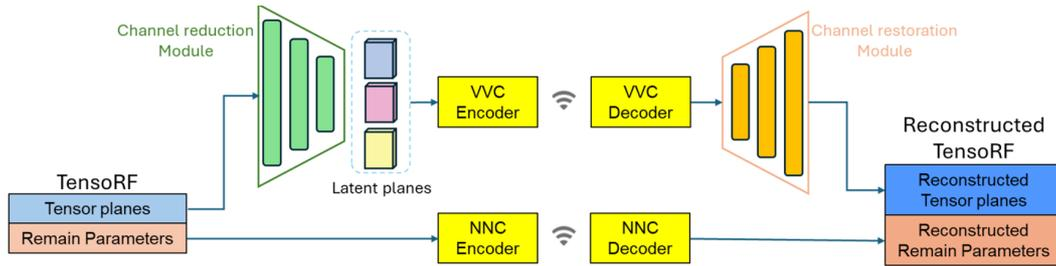 Channel reduction
Module
Latent planes
VVC
Encoder
VVC
Decoder
Channel restoration
Module
TensoRF
Tensor planes
Remain Parameters
NNC
Encoder
NNC
Decoder
Reconstructed
TensoRF
Reconstructed
Tensor planes
Reconstructed
Remain Parameters